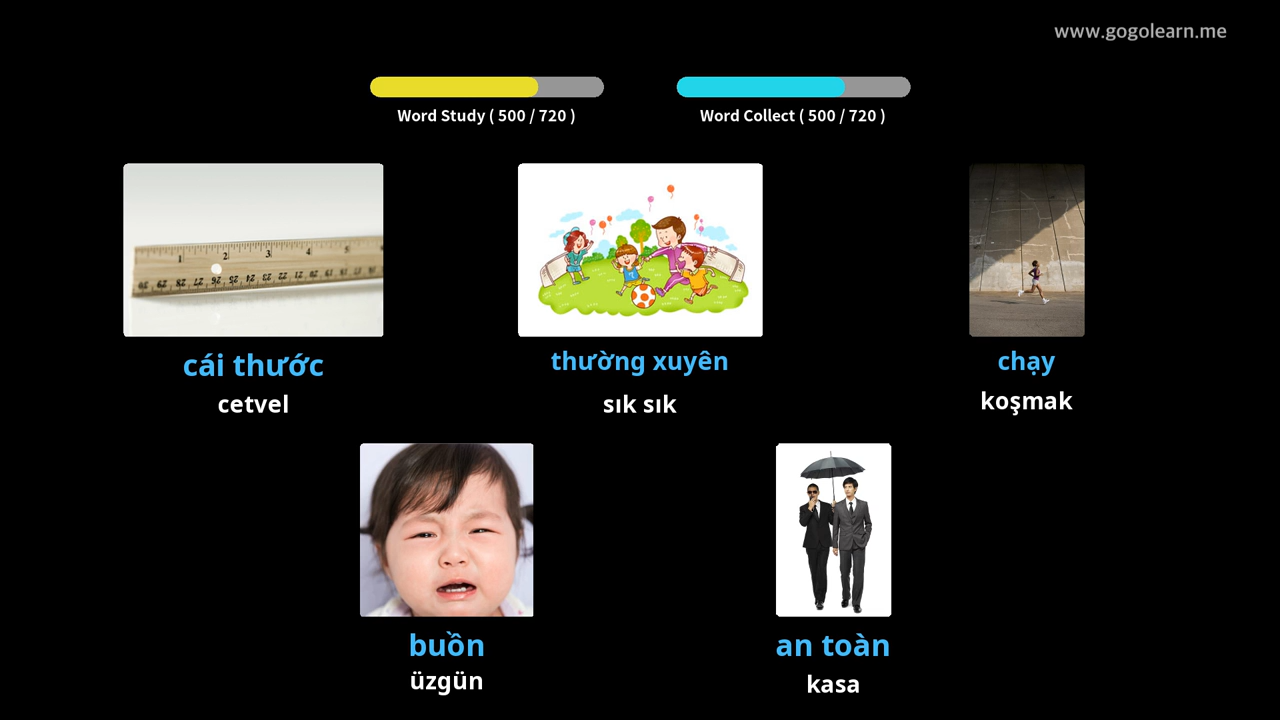 www.gogolearn.me
Word Study ( 500 / 720 )
Word Collect ( 500 / 720 )
cái thước
cetvel
thường xuyên
sık sık
chạy
koşmak
buồn
üzgün
an toàn
kasa